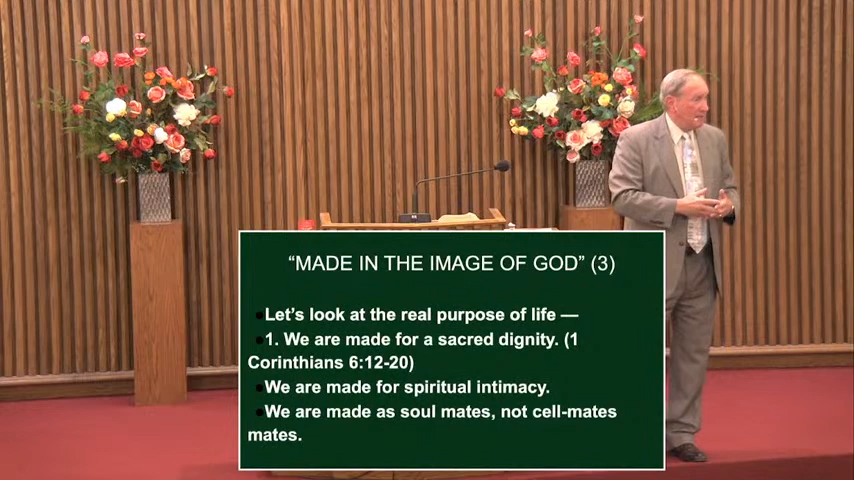 “MADE IN THE IMAGE OF GOD” (3)
●Let’s look at the real purpose of life —
●1. We are made for a sacred dignity. (1
Corinthians 6:12-20)
●We are made for spiritual intimacy.
●We are made as soul mates, not cell-mates
mates.